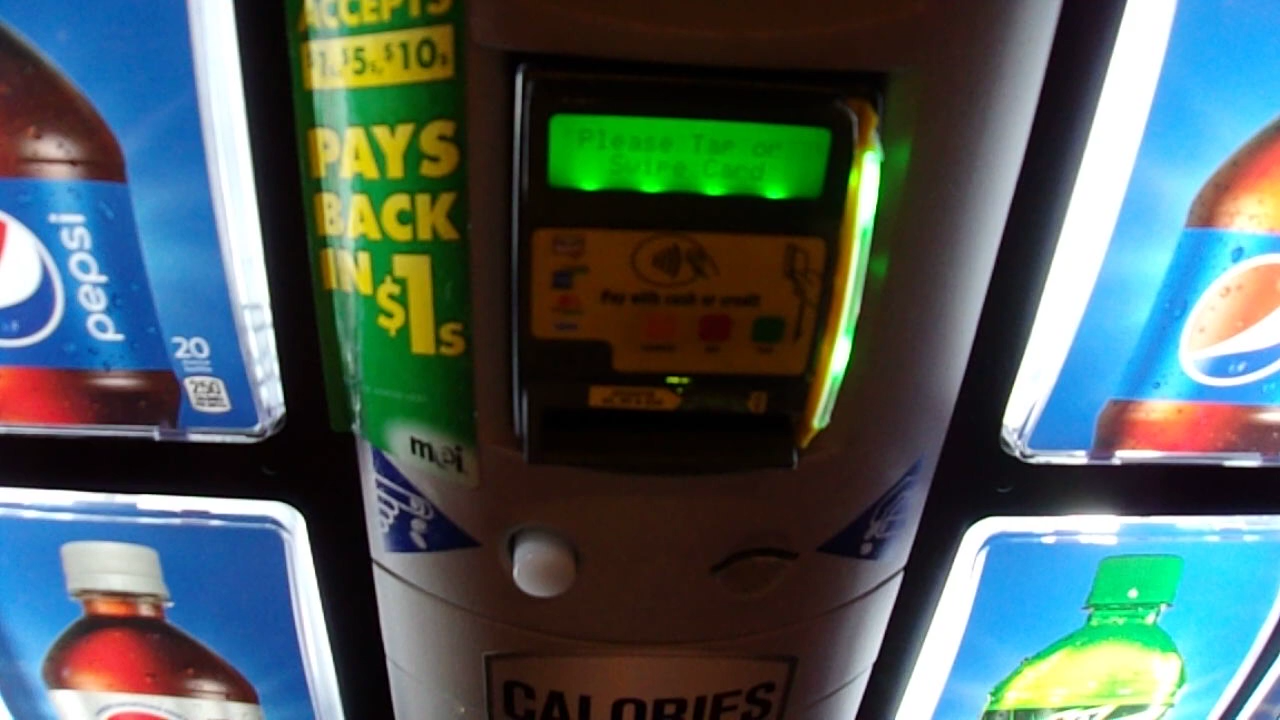 ACCEPTS
$1s, $5s, $10s
PAYS
BACK
IN $1s
mei
Please Tap or
Swipe Card
Pay with cash or credit
pepsi
20
250
CALORIES